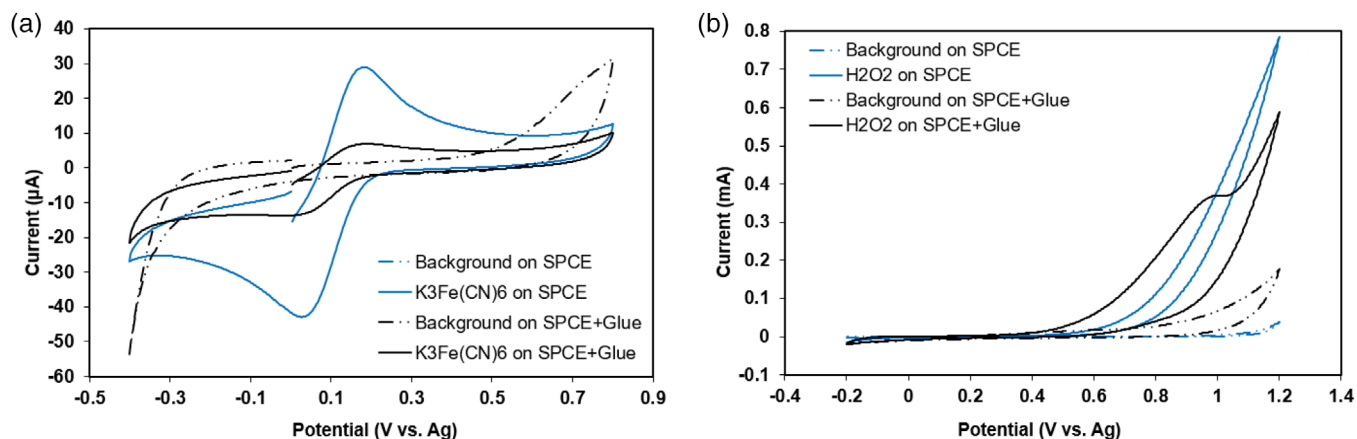 (a)
Current (µA)
40
30
20
10
0
-10
-20
-30
-40
-50
-60
Background on SPCE
K3Fe(CN)6 on SPCE
Background on SPCE+Glue
K3Fe(CN)6 on SPCE+Glue
-0.5
-0.3
-0.1
0.1
0.3
0.5
0.7
0.9
Potential (V vs. Ag)
(b)
Current (mA)
0.8
0.7
0.6
0.5
0.4
0.3
0.2
0.1
0
-0.1
Background on SPCE
H2O2 on SPCE
Background on SPCE+Glue
H2O2 on SPCE+Glue
-0.4
-0.2
0
0.2
0.4
0.6
0.8
1
1.2
1.4
Potential (V vs. Ag)